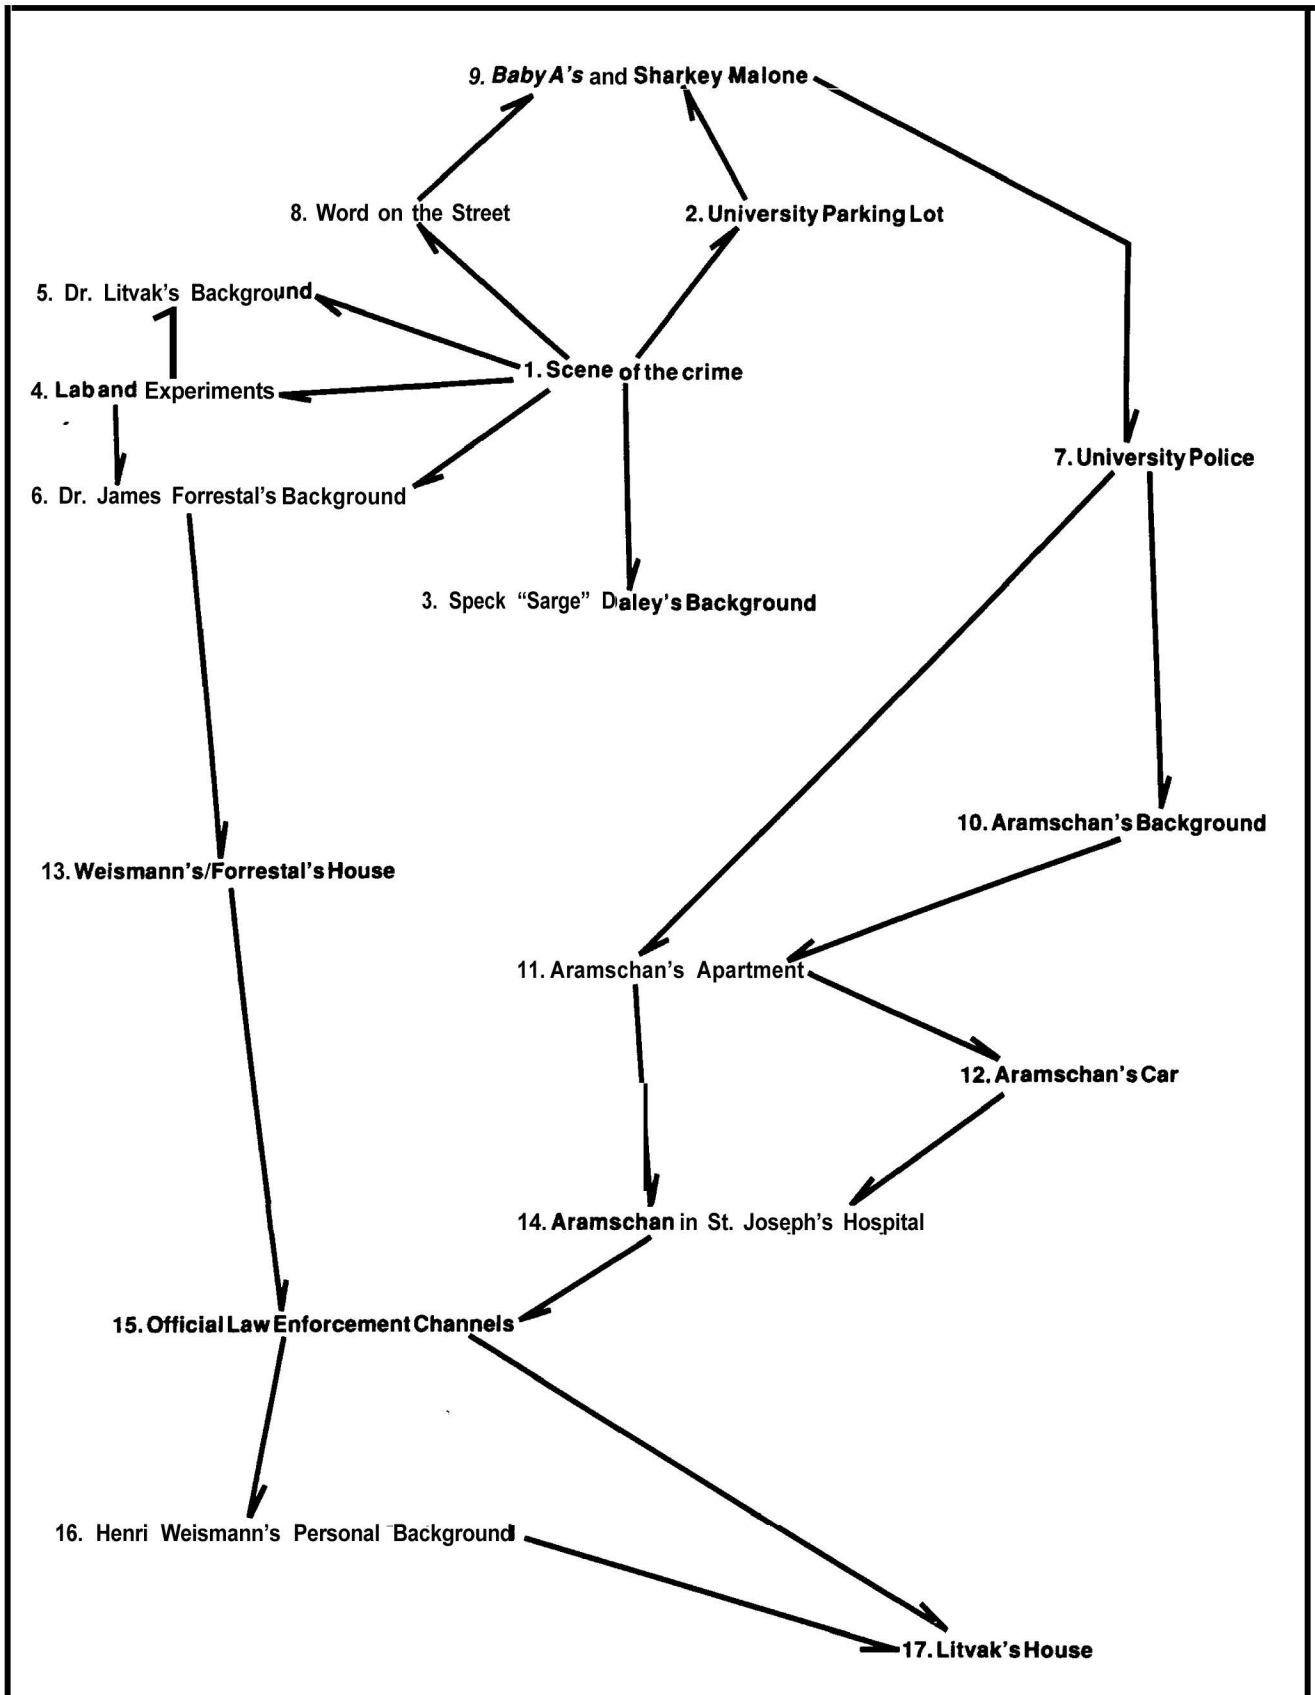 9. Baby A's and Sharkey Malone
8. Word on the Street
2. University Parking Lot
5. Dr. Litvak's Background
1. Scene of the crime
4. Lab and Experiments
7. University Police
6. Dr. James Forrestal's Background
3. Speck “Sarge” Daley's Background
10. Aramschan's Background
13. Weismann's/Forrestal's House
11. Aramschan's Apartment
12. Aramschan's Car
14. Aramschan in St. Joseph's Hospital
15. Official Law Enforcement Channels
16. Henri Weismann's Personal Background
17. Litvak's House